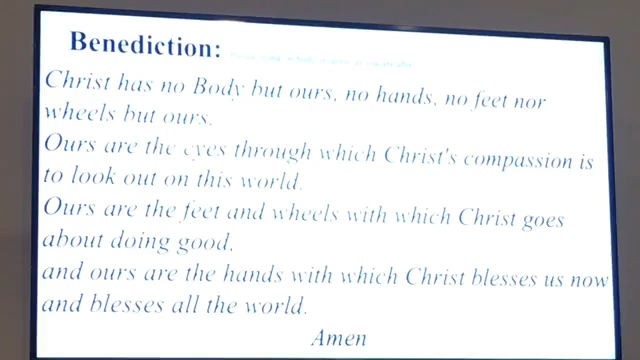 Benediction:
Christ has no Body but ours, no hands, no feet nor
wheels but ours.
Ours are the eyes through which Christ's compassion is
to look out on this world.
Ours are the feet and wheels with which Christ goes
about doing good,
and ours are the hands with which Christ blesses us now
and blesses all the world.
Amen